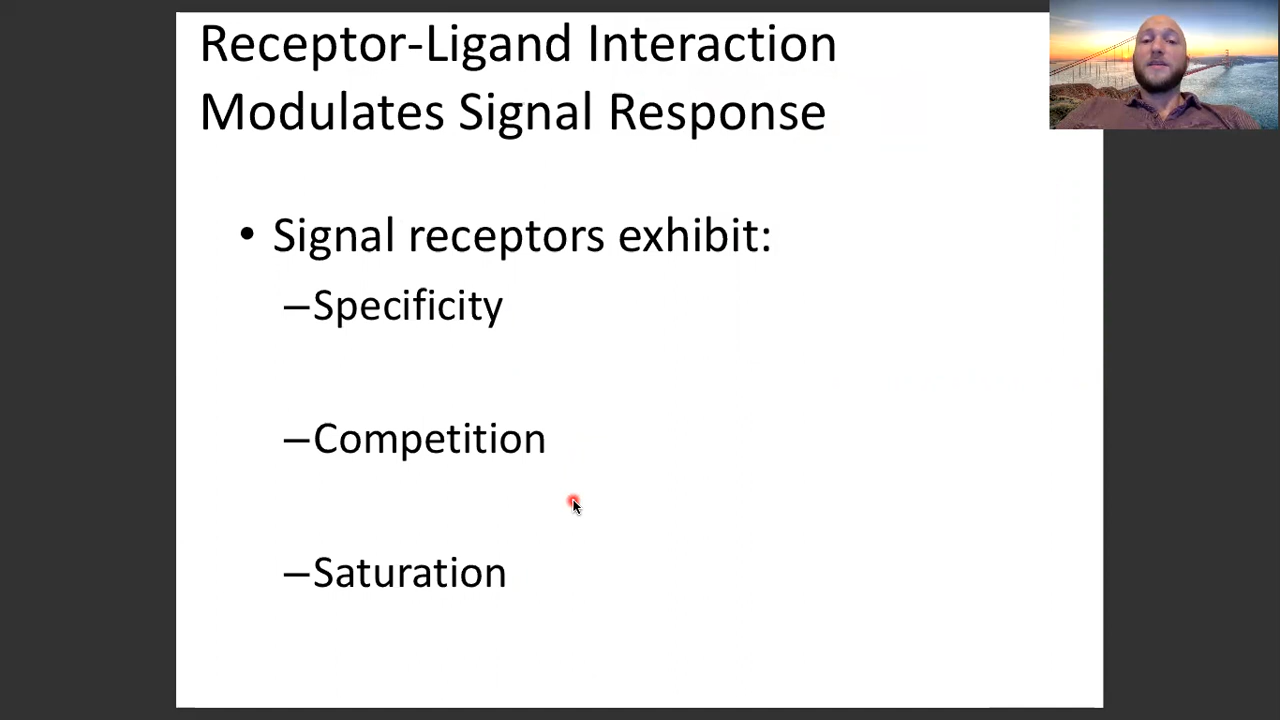 Receptor-Ligand Interaction
Modulates Signal Response
• Signal receptors exhibit:
–Specificity
–Competition
–Saturation